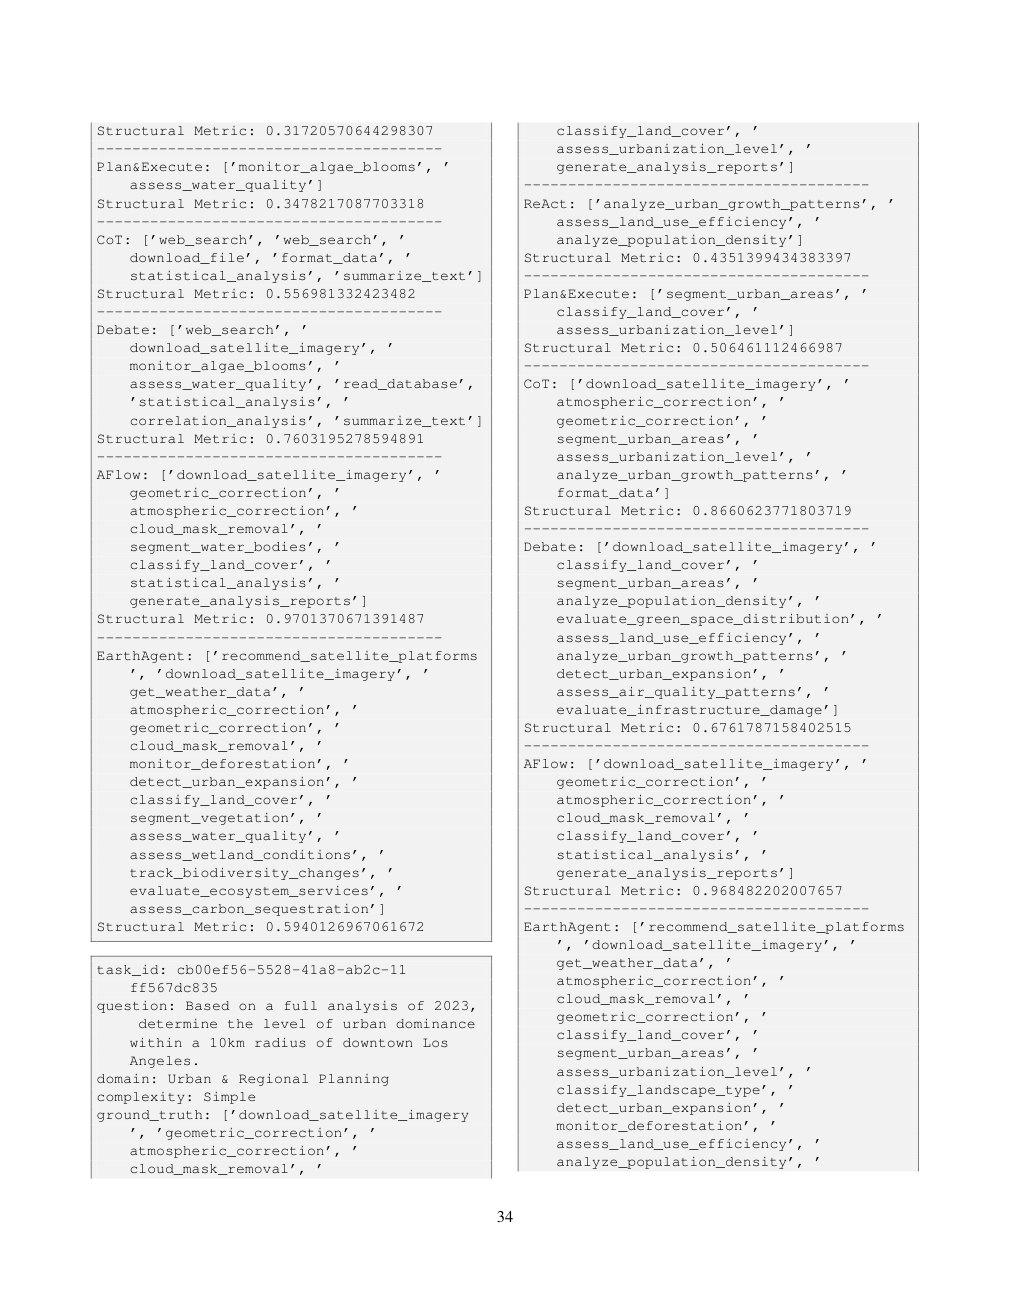 Structural Metric: 0.31720570644298307
---------------------------------------
Plan&Execute: ['monitor_algae_blooms', '
assess_water_quality']
Structural Metric: 0.3478217087703318
---------------------------------------
CoT: ['web_search', 'web_search', '
download_file', 'format_data', '
statistical_analysis', 'summarize_text']
Structural Metric: 0.556981332423482
---------------------------------------
Debate: ['web_search', '
download_satellite_imagery', '
monitor_algae_blooms', '
assess_water_quality', 'read_database',
'statistical_analysis', '
correlation_analysis', 'summarize_text']
Structural Metric: 0.7603195278594891
---------------------------------------
AFlow: ['download_satellite_imagery', '
geometric_correction', '
atmospheric_correction', '
cloud_mask_removal', '
segment_water_bodies', '
classify_land_cover', '
statistical_analysis', '
generate_analysis_reports']
Structural Metric: 0.9701370671391487
---------------------------------------
EarthAgent: ['recommend_satellite_platforms
', 'download_satellite_imagery', '
get_weather_data', '
atmospheric_correction', '
geometric_correction', '
cloud_mask_removal', '
monitor_deforestation', '
detect_urban_expansion', '
classify_land_cover', '
segment_vegetation', '
assess_water_quality', '
assess_wetland_conditions', '
track_biodiversity_changes', '
evaluate_ecosystem_services', '
assess_carbon_sequestration']
Structural Metric: 0.5940126967061672
task_id: cb00ef56-5528-41a8-ab2c-11
ff567dc835
question: Based on a full analysis of 2023,
determine the level of urban dominance
within a 10km radius of downtown Los
Angeles.
domain: Urban & Regional Planning
complexity: Simple
ground_truth: ['download_satellite_imagery
', 'geometric_correction', '
atmospheric_correction', '
cloud_mask_removal', '
classify_land_cover', '
assess_urbanization_level', '
generate_analysis_reports']
---------------------------------------
ReAct: ['analyze_urban_growth_patterns', '
assess_land_use_efficiency', '
analyze_population_density']
Structural Metric: 0.4351399434383397
---------------------------------------
Plan&Execute: ['segment_urban_areas', '
classify_land_cover', '
assess_urbanization_level']
Structural Metric: 0.506461112466987
---------------------------------------
CoT: ['download_satellite_imagery', '
atmospheric_correction', '
geometric_correction', '
segment_urban_areas', '
assess_urbanization_level', '
analyze_urban_growth_patterns', '
format_data']
Structural Metric: 0.8660623771803719
---------------------------------------
Debate: ['download_satellite_imagery', '
classify_land_cover', '
segment_urban_areas', '
analyze_population_density', '
evaluate_green_space_distribution', '
assess_land_use_efficiency', '
analyze_urban_growth_patterns', '
detect_urban_expansion', '
assess_air_quality_patterns', '
evaluate_infrastructure_damage']
Structural Metric: 0.6761787158402515
---------------------------------------
AFlow: ['download_satellite_imagery', '
geometric_correction', '
atmospheric_correction', '
cloud_mask_removal', '
classify_land_cover', '
statistical_analysis', '
generate_analysis_reports']
Structural Metric: 0.968482202007657
---------------------------------------
EarthAgent: ['recommend_satellite_platforms
', 'download_satellite_imagery', '
get_weather_data', '
atmospheric_correction', '
cloud_mask_removal', '
geometric_correction', '
classify_land_cover', '
segment_urban_areas', '
assess_urbanization_level', '
classify_landscape_type', '
detect_urban_expansion', '
monitor_deforestation', '
assess_land_use_efficiency', '
analyze_population_density', '
34